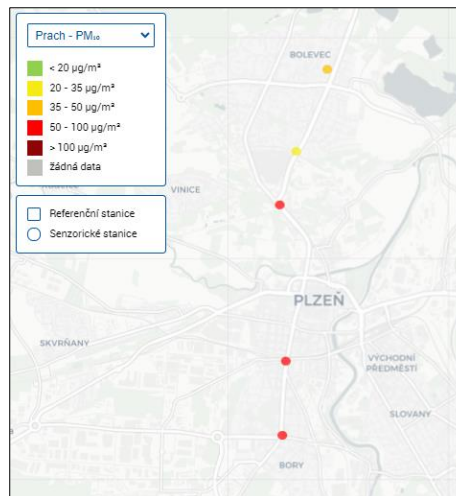 Prach - PM₁₀
< 20 µg/m³
20 - 35 µg/m³
35 - 50 µg/m³
50 - 100 µg/m³
> 100 µg/m³
žádná data
Referenční stanice
Senzorické stanice
BOLEVEC
VINICE
PLZEŇ
SKVRŇANY
VÝCHODNÍ
PŘEDMĚSTÍ
SLOVANY
BORY